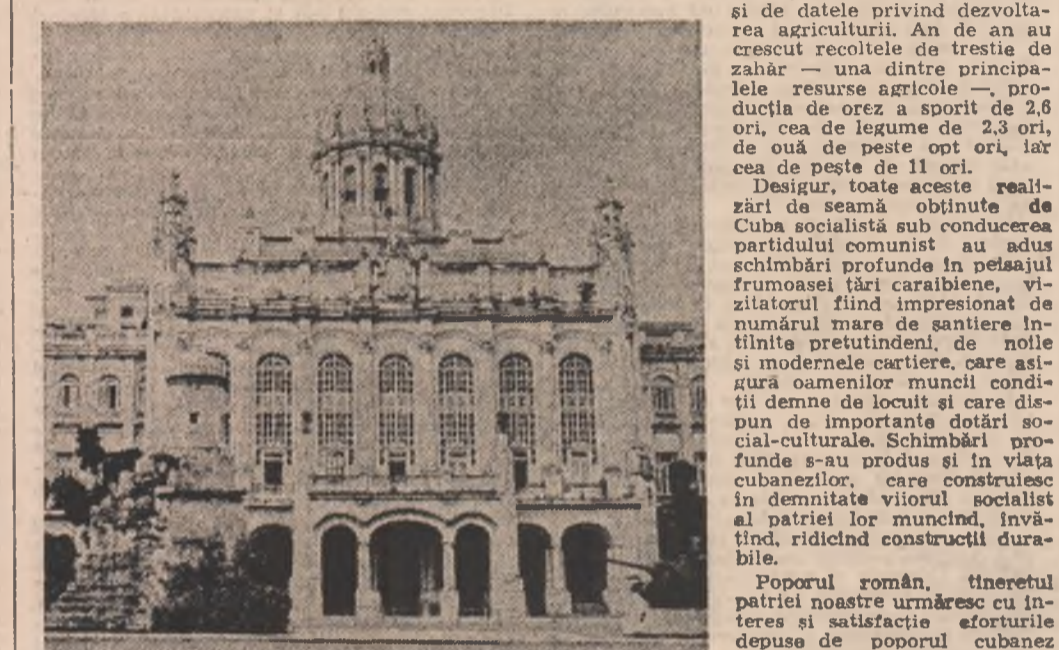 și de datele privind dezvolta-
rea agriculturii. An de an au
crescut recoltele de trestie de
zahăr — una dintre principa-
lele resurse agricole —, pro-
ducția de orez a sporit de 2,6
ori, cea de legume de 2,3 ori,
de ouă de peste opt ori, iar
cea de pește de 11 ori.
Desigur, toate aceste reali-
zări de seamă obținute de
Cuba socialistă sub conducerea
partidului comunist au adus
schimbări profunde în peisajul
frumoasei țări caraibiene, vi-
zitatorul fiind impresionat de
numărul mare de șantiere în-
tîlnite pretutindeni, de noile
și modernele cartiere, care asi-
gură oamenilor muncii condi-
ții demne de locuit și care dis-
pun de importante dotări so-
cial-culturale. Schimbări pro-
funde s-au produs și în viața
cubanezilor, care construiesc
în demnitate viitorul socialist
al patriei lor muncind, învă-
țînd, ridicînd construcții dura-
bile.
Poporul român, tineretul
patriei noastre urmăresc cu in-
teres și satisfacție eforturile
depuse de poporul cubanez